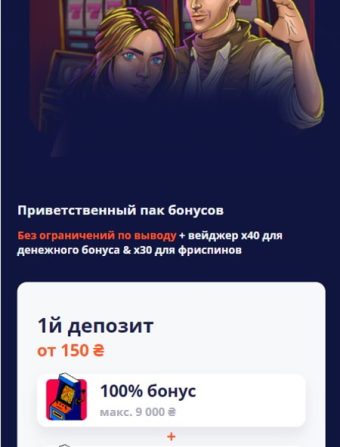 Приветственный пак бонусов
Без ограничений по выводу + вейджер x40 для
денежного бонуса & x30 для фриспинов
1й депозит
от 150 ₴
100% бонус
макс. 9 000 ₴
+